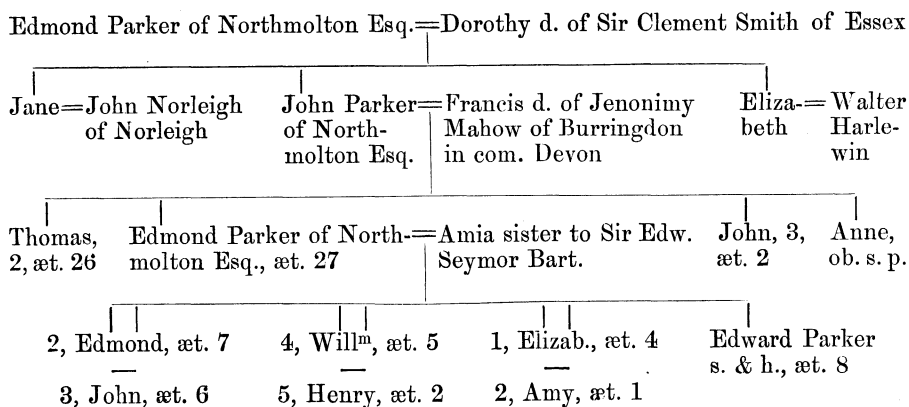 Edmond Parker of Northmolton Esq.=Dorothy d. of Sir Clement Smith of Essex
Jane=John Norleigh of Norleigh
John Parker of North-molton Esq.=Francis d. of Jenonimy Mahow of Burringdon in com. Devon
Eliza-beth=Walter Harle-win
Thomas, 2, æt. 26
Edmond Parker of North-molton Esq., æt. 27=Amia sister to Sir Edw. Seymor Bart.
John, 3, æt. 2
Anne, ob. s. p.
2, Edmond, æt. 7
3, John, æt. 6
4, Willᵐ, æt. 5
5, Henry, æt. 2
1, Elizab., æt. 4
2, Amy, æt. 1
Edward Parker s. & h., æt. 8